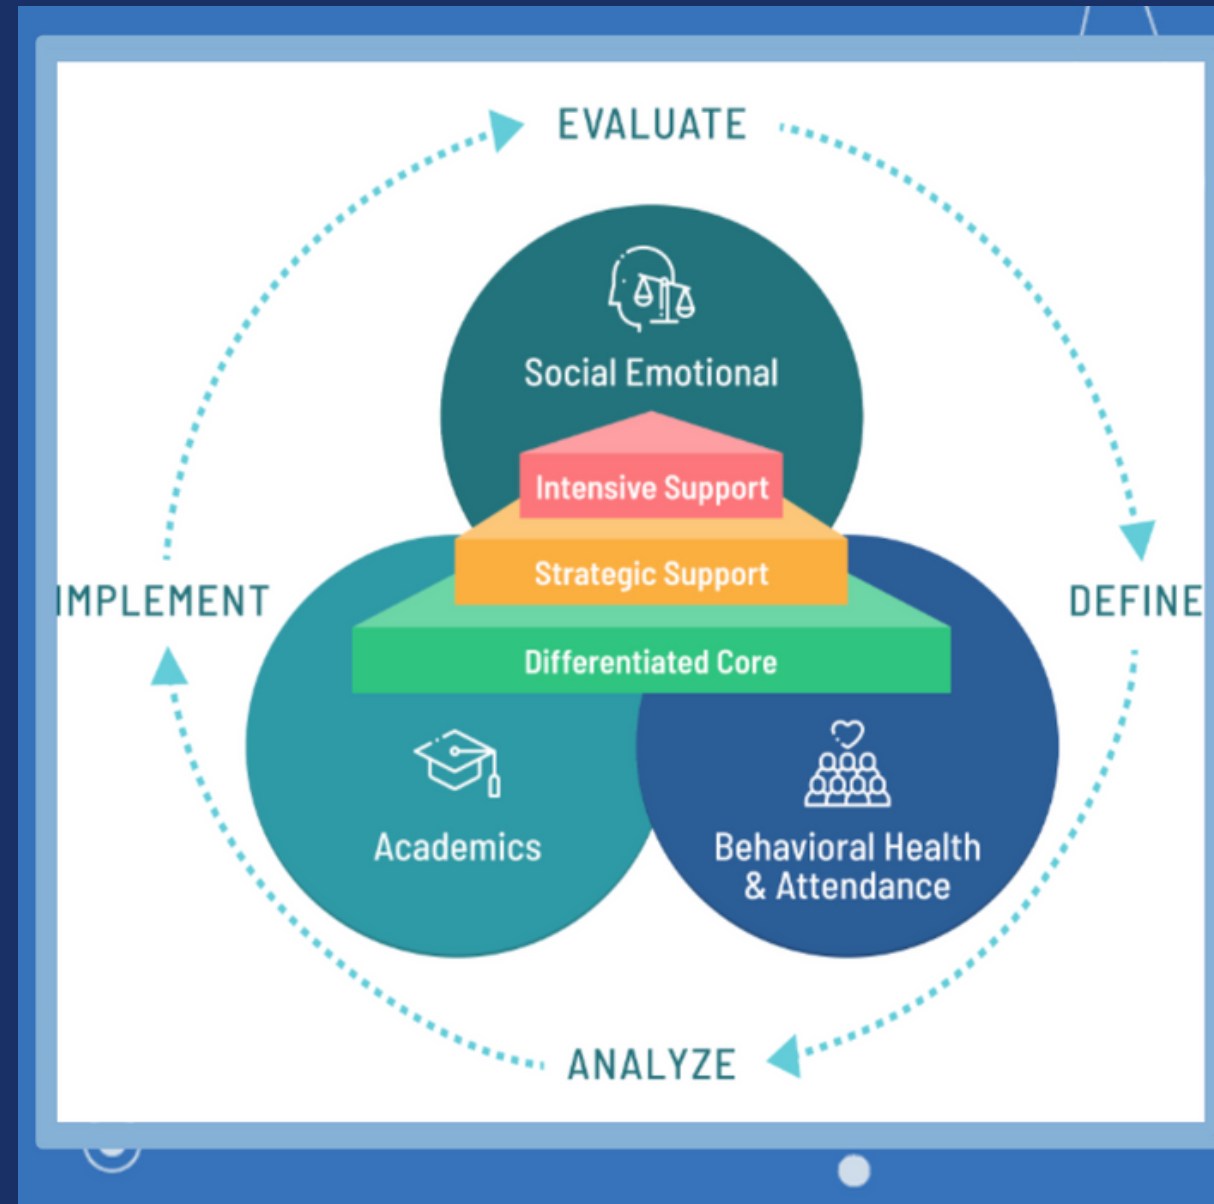 EVALUATE
Social Emotional
Intensive Support
Strategic Support
IMPLEMENT
DEFINE
Differentiated Core
Academics
Behavioral Health
& Attendance
ANALYZE